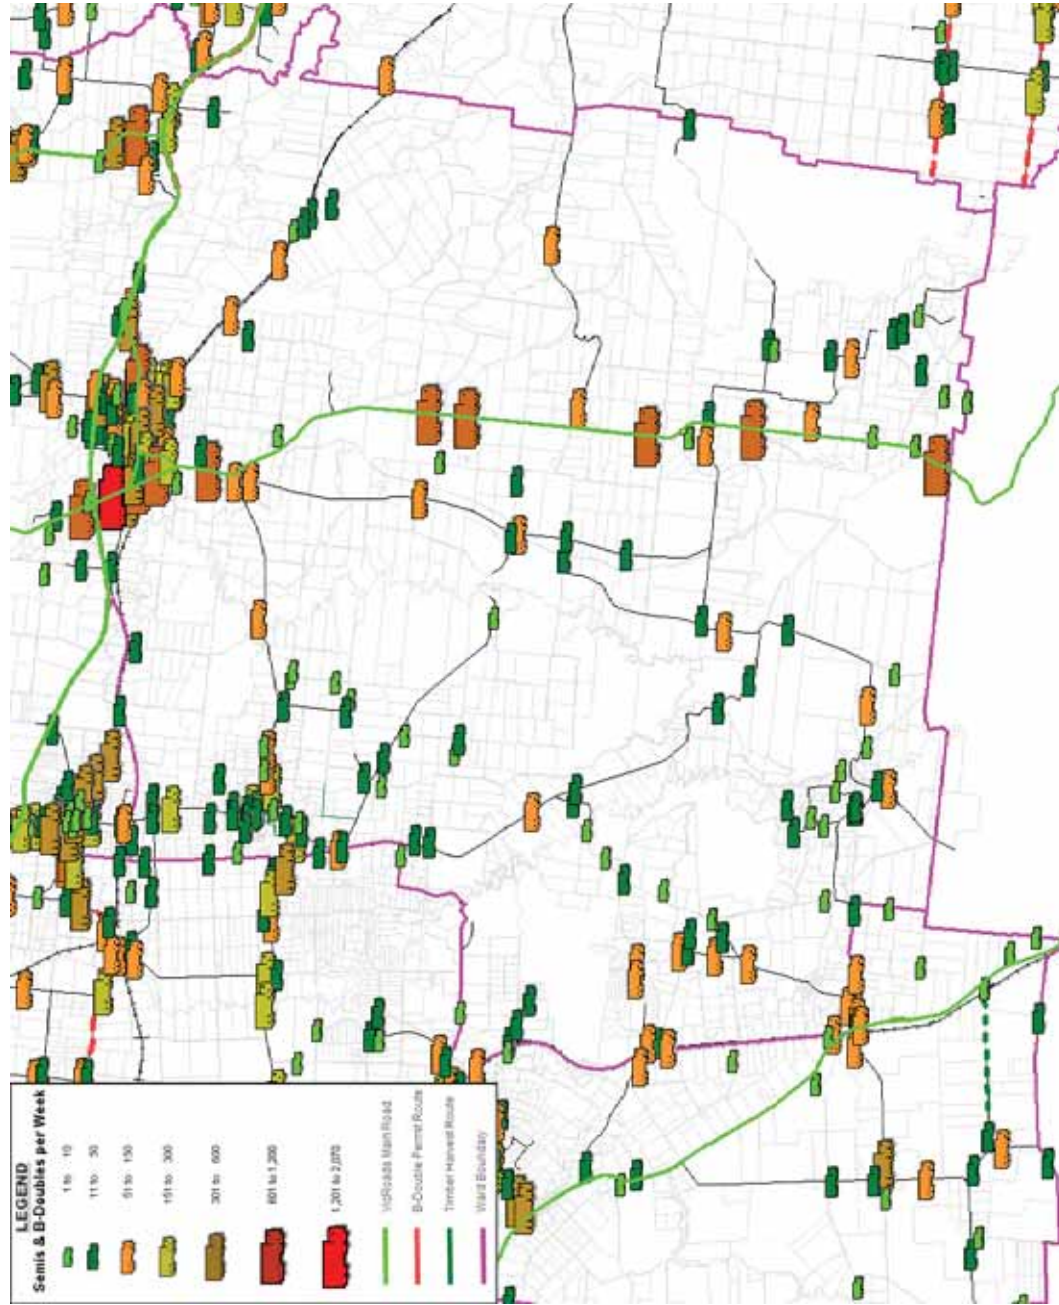 LEGEND
Semis & B-Doubles per Week
1 to 10
11 to 50
51 to 150
151 to 300
301 to 600
601 to 1,200
1,201 to 2,070
VicRoads Main Road
B-Double Permit Route
Timber Harvest Route
Ward Boundary